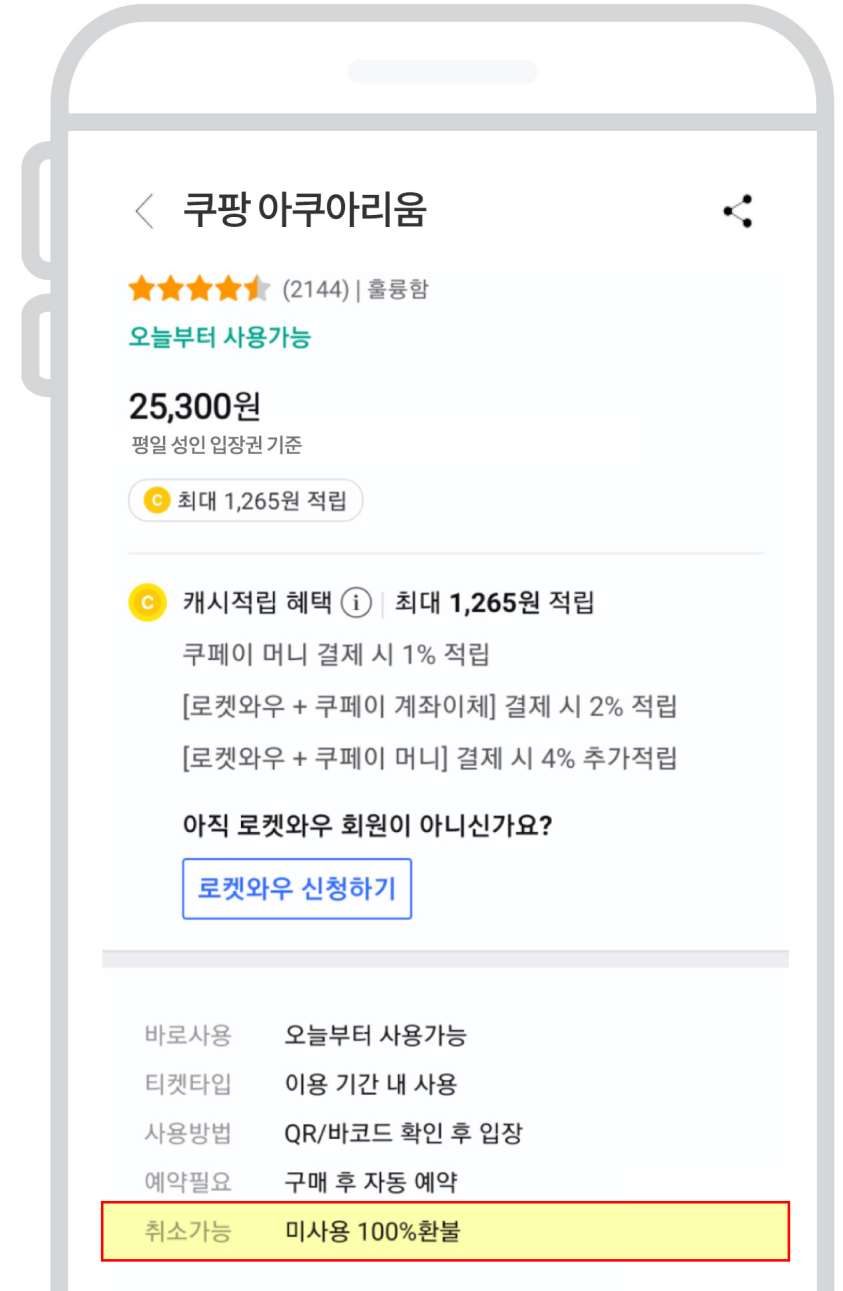 쿠팡 아쿠아리움
(2144) | 훌륭함
오늘부터 사용가능
25,300원
평일 성인 입장권 기준
C 최대 1,265원 적립
C 캐시적립 혜택 i | 최대 1,265원 적립
쿠페이 머니 결제 시 1% 적립
[로켓와우 + 쿠페이 계좌이체] 결제 시 2% 적립
[로켓와우 + 쿠페이 머니] 결제 시 4% 추가적립
아직 로켓와우 회원이 아니신가요?
로켓와우 신청하기
바로사용 오늘부터 사용가능
티켓타입 이용 기간 내 사용
사용방법 QR/바코드 확인 후 입장
예약필요 구매 후 자동 예약
취소가능 미사용 100%환불